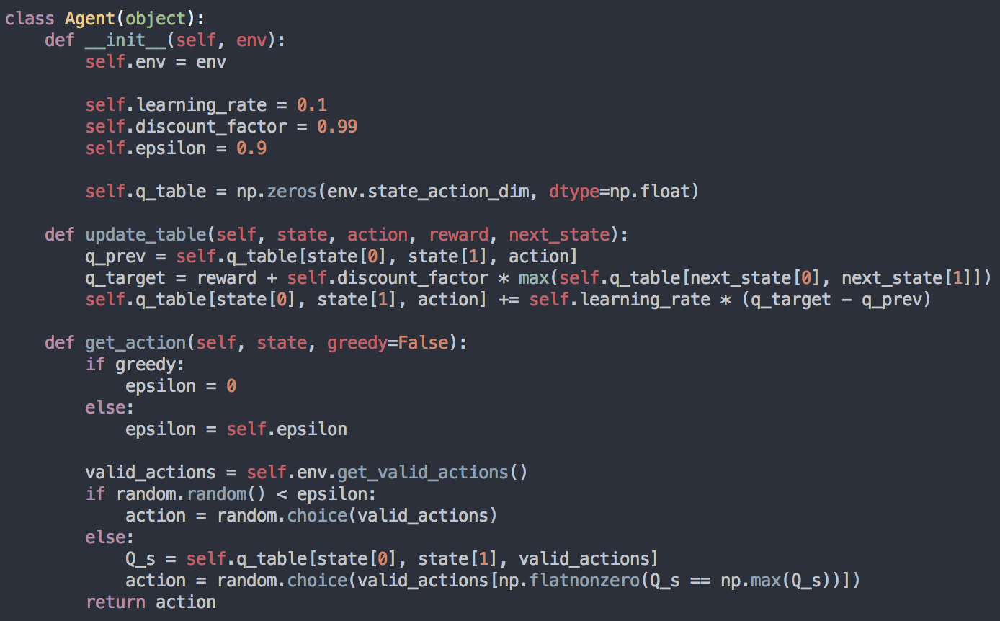 class Agent(object):
    def __init__(self, env):
        self.env = env

        self.learning_rate = 0.1
        self.discount_factor = 0.99
        self.epsilon = 0.9

        self.q_table = np.zeros(env.state_action_dim, dtype=np.float)

    def update_table(self, state, action, reward, next_state):
        q_prev = self.q_table[state[0], state[1], action]
        q_target = reward + self.discount_factor * max(self.q_table[next_state[0], next_state[1]])
        self.q_table[state[0], state[1], action] += self.learning_rate * (q_target - q_prev)

    def get_action(self, state, greedy=False):
        if greedy:
            epsilon = 0
        else:
            epsilon = self.epsilon

        valid_actions = self.env.get_valid_actions()
        if random.random() < epsilon:
            action = random.choice(valid_actions)
        else:
            Q_s = self.q_table[state[0], state[1], valid_actions]
            action = random.choice(valid_actions[np.flatnonzero(Q_s == np.max(Q_s))])
        return action